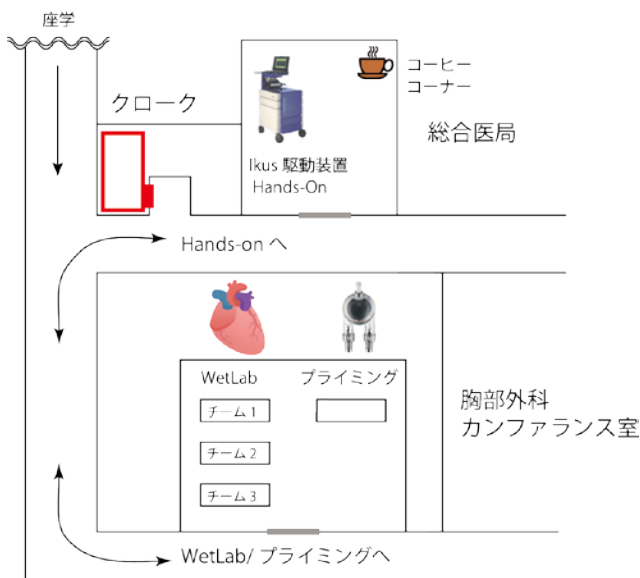 座学
コーヒー
コーナー
クローク
総合医局
Ikus 駆動装置
Hands-On
Hands-on へ
WetLab
プライミング
チーム 1
チーム 2
チーム 3
胸部外科
カンファランス室
WetLab/ プライミングへ